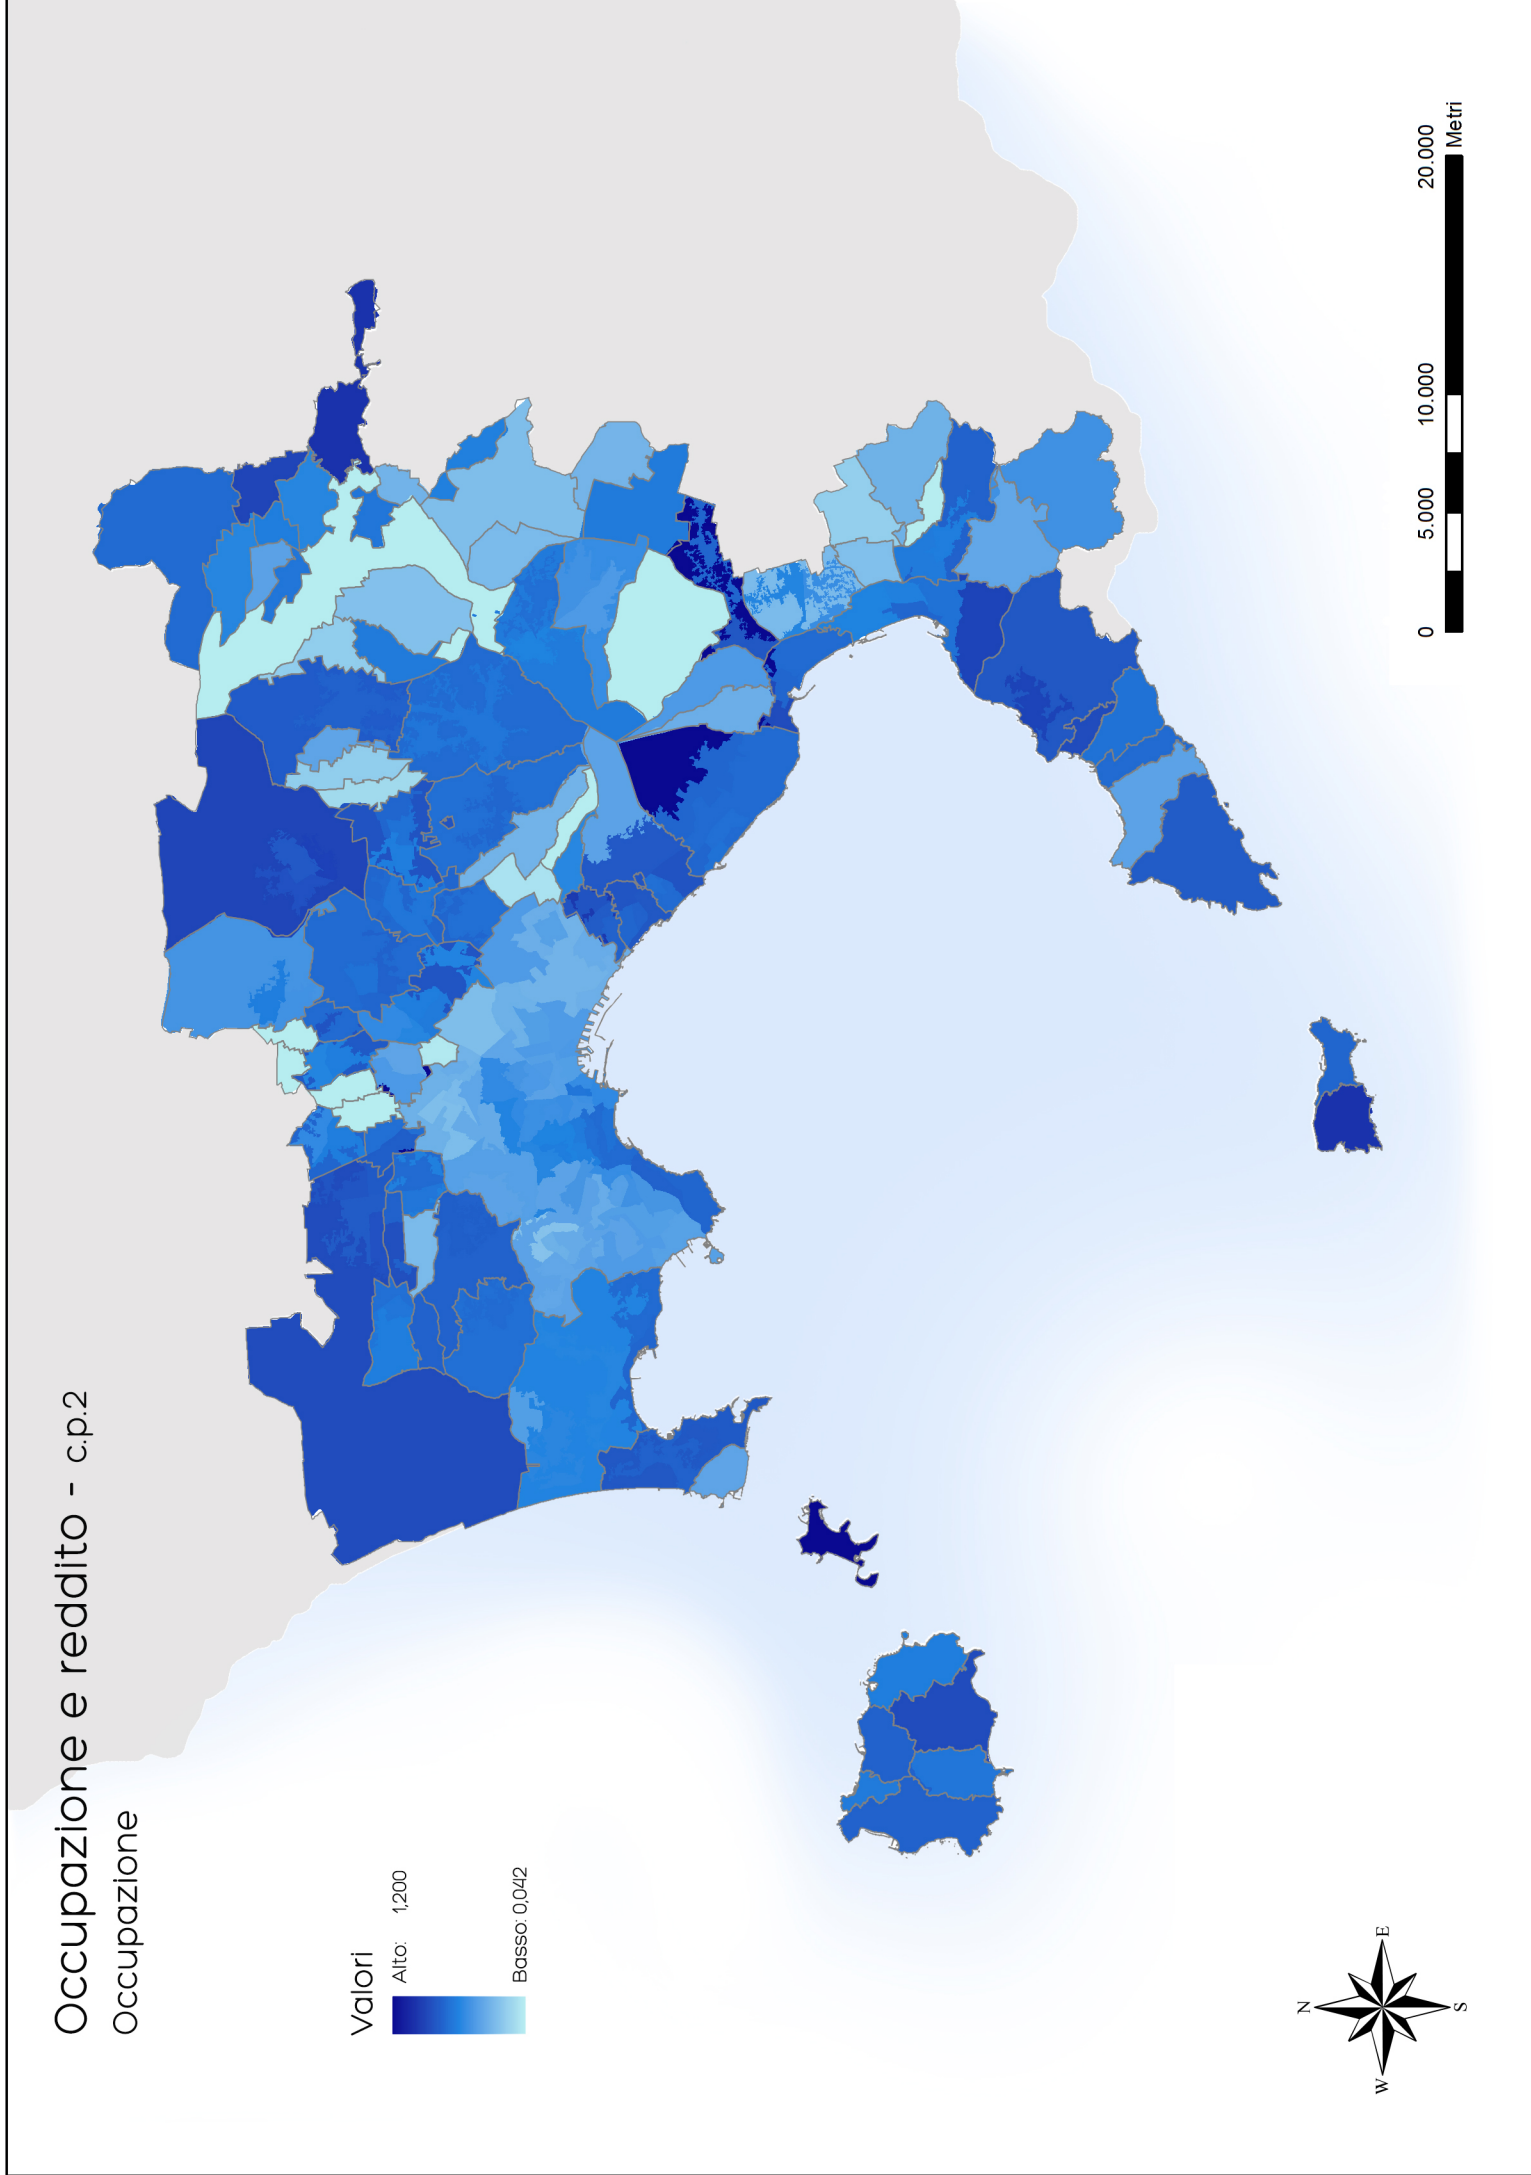 Occupazione e reddito - c.p.2
Occupazione
Valori
Alto: 1,200
Basso: 0,042
N
W E
S
0 5.000 10.000 20.000
Metri